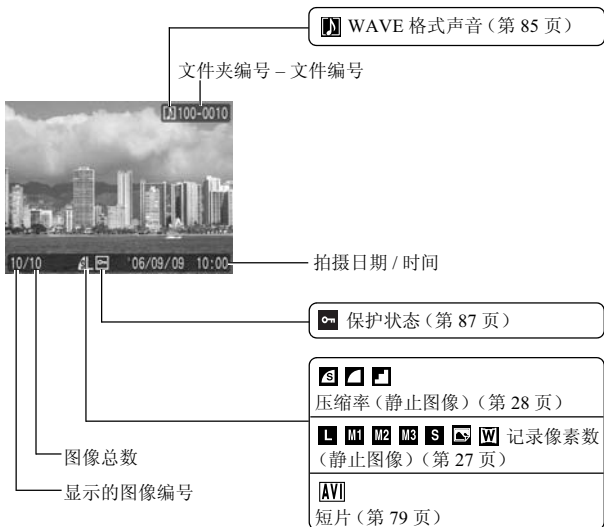 WAVE 格式声音（第 85 页）
文件夹编号 – 文件编号
100-0010
10/10 L '06/09/09 10:00
拍摄日期 / 时间
保护状态（第 87 页）
S
压缩率（静止图像）（第 28 页）
L M1 M2 M3 S W 记录像素数
（静止图像）（第 27 页）
AVI
短片（第 79 页）
图像总数
显示的图像编号